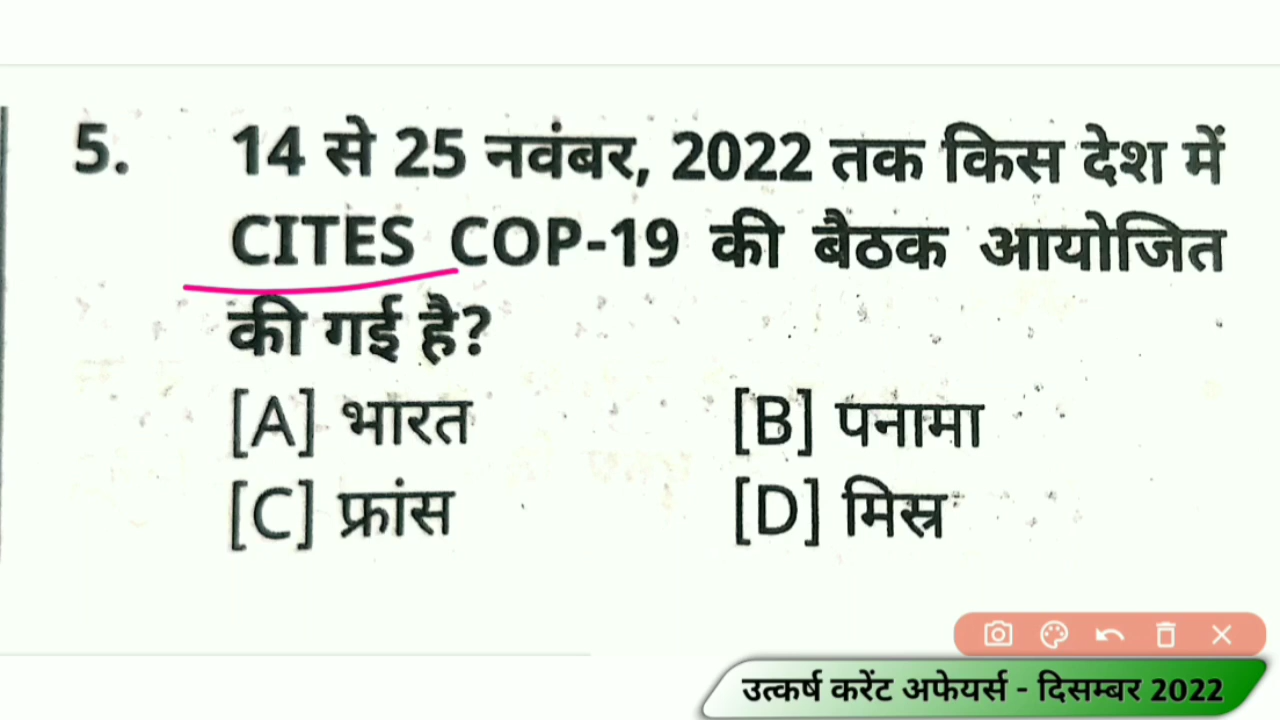 5. 14 से 25 नवंबर, 2022 तक किस देश में
CITES COP-19 की बैठक आयोजित
की गई है?
[A] भारत [B] पनामा
[C] फ्रांस [D] मिस्र
उत्कर्ष करेंट अफेयर्स - दिसम्बर 2022